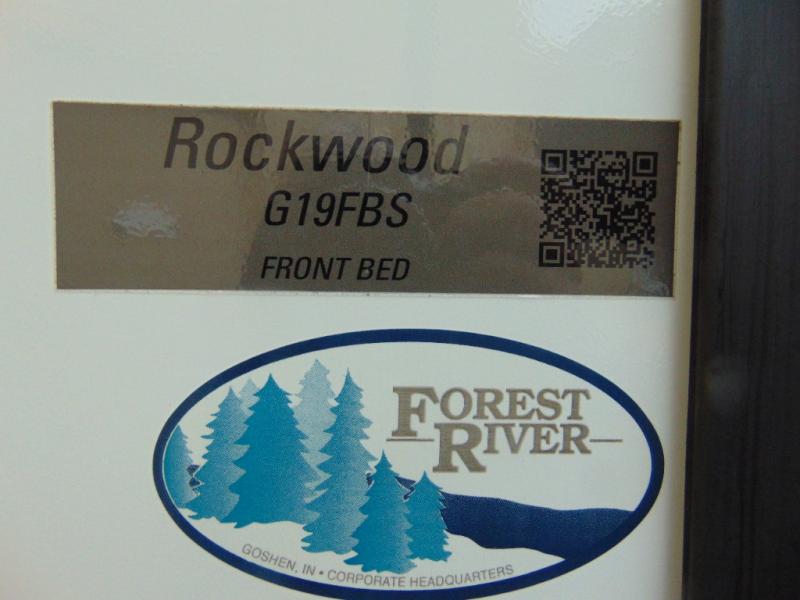 Rockwood
G19FBS
FRONT BED
FOREST
RIVER
GOSHEN, IN • CORPORATE HEADQUARTERS